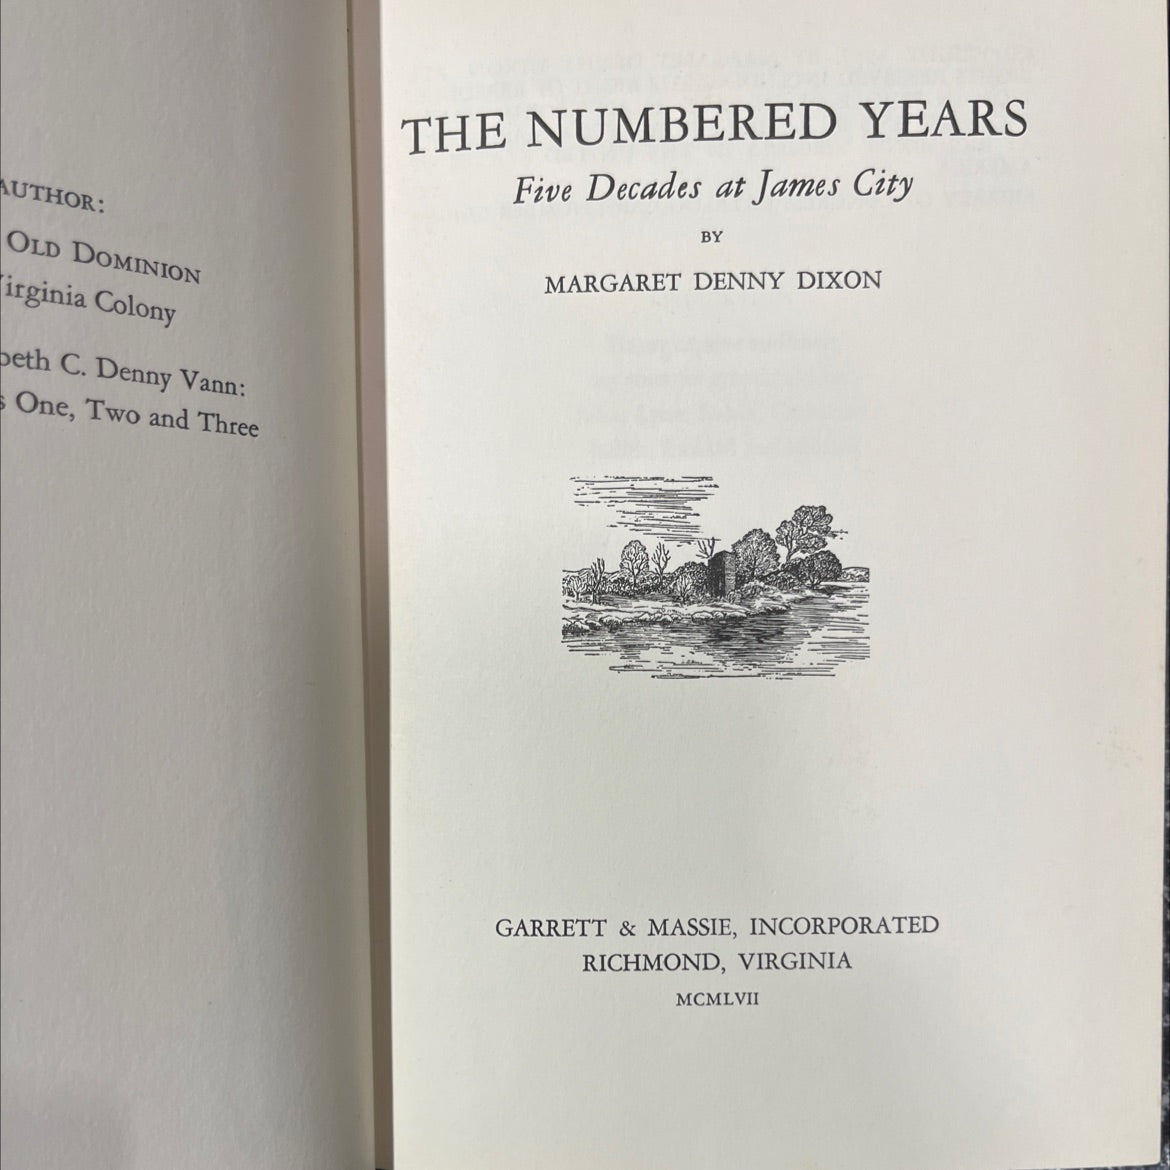 AUTHOR:
OLD DOMINION
Virginia Colony
beth C. Denny Vann:
s One, Two and Three
THE NUMBERED YEARS
Five Decades at James City
BY
MARGARET DENNY DIXON
GARRETT & MASSIE, INCORPORATED
RICHMOND, VIRGINIA
MCMLVII